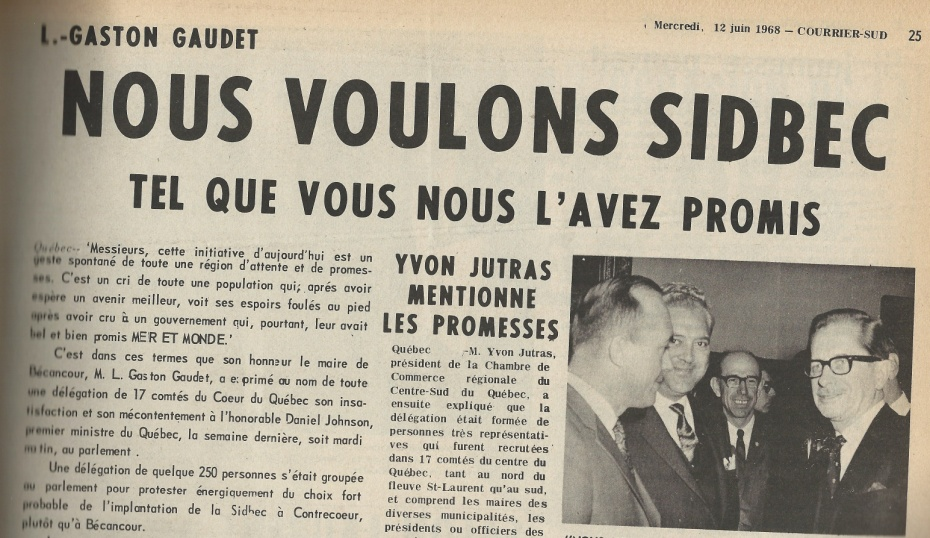 L.-GASTON GAUDET
Mercredi, 12 juin 1968 — COURRIER-SUD 25
NOUS VOULONS SIDBEC
TEL QUE VOUS NOUS L'AVEZ PROMIS
Québec-- 'Messieurs, cette initiative d'aujourd'hui est un
geste spontané de toute une région d'attente et de promes-
ses. C'est un cri de toute une population qui; après avoir
espère un avenir meilleur, voit ses espoirs foulés au pied
après avoir cru à un gouvernement qui, pourtant, leur avait
bel et bien promis MER ET MONDE.'
C'est dans ces termes que son honneur le maire de
Bécancour, M. L. Gaston Gaudet, a exprimé au nom de toute
une délégation de 17 comtés du Coeur du Québec son insa-
tisfaction et son mécontentement à l'honorable Daniel Johnson,
premier ministre du Québec, la semaine dernière, soit mardi
matin, au parlement .
Une délégation de quelque 250 personnes s'était groupée
au parlement pour protester énergiquement du choix fort
probable de l'implantation de la Sidbec à Contrecoeur,
plutôt qu'à Bécancour.
YVON JUTRAS
MENTIONNE
LES PROMESSES
Québec -M. Yvon Jutras,
président de la Chambre de
Commerce régionale du
Centre-Sud du Québec, a
ensuite expliqué que la
délégation était formée de
personnes très représentati-
ves qui furent recrutées
dans 17 comtés du centre du
Québec, tant au nord du
fleuve St-Laurent qu'au sud,
et comprend les maires des
diverses municipalités, les
présidents ou officiers des